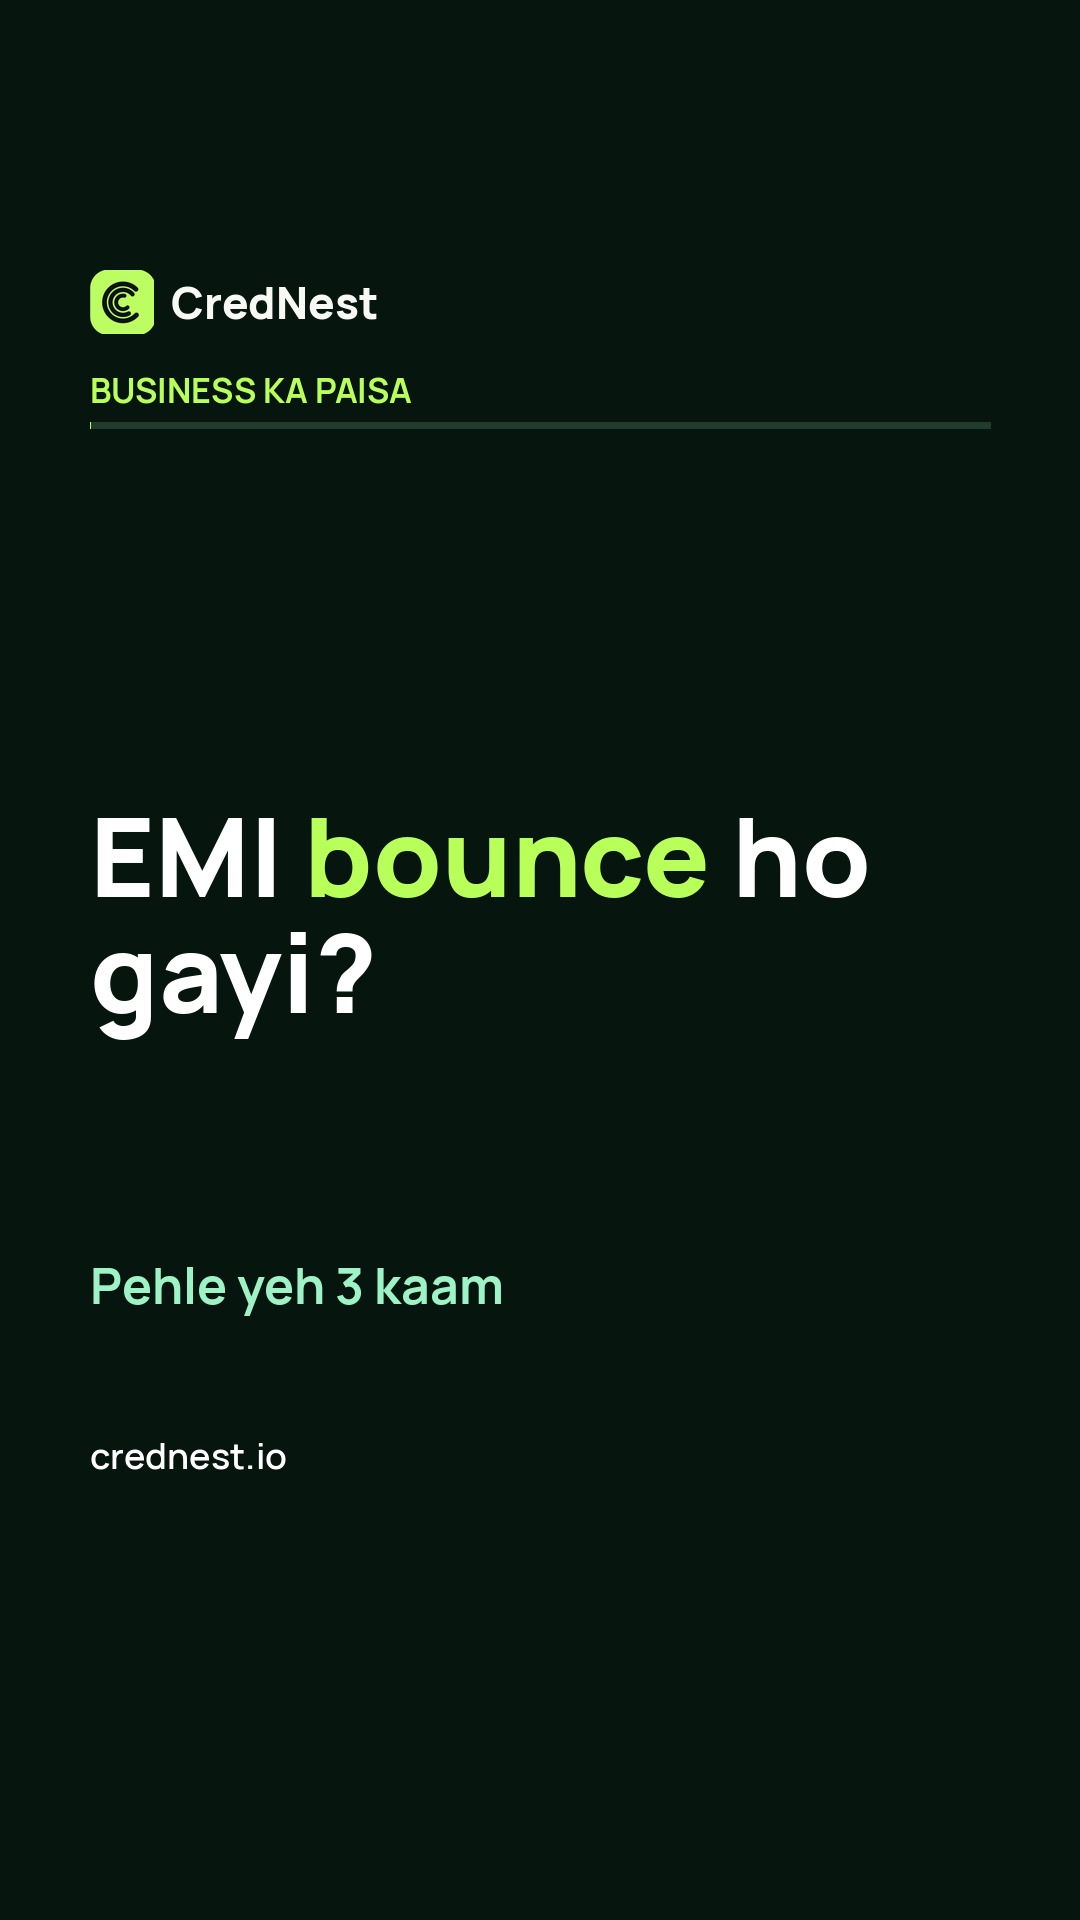 CredNest
BUSINESS KA PAISA
EMI bounce ho
gayi?
Pehle yeh 3 kaam
crednest.io